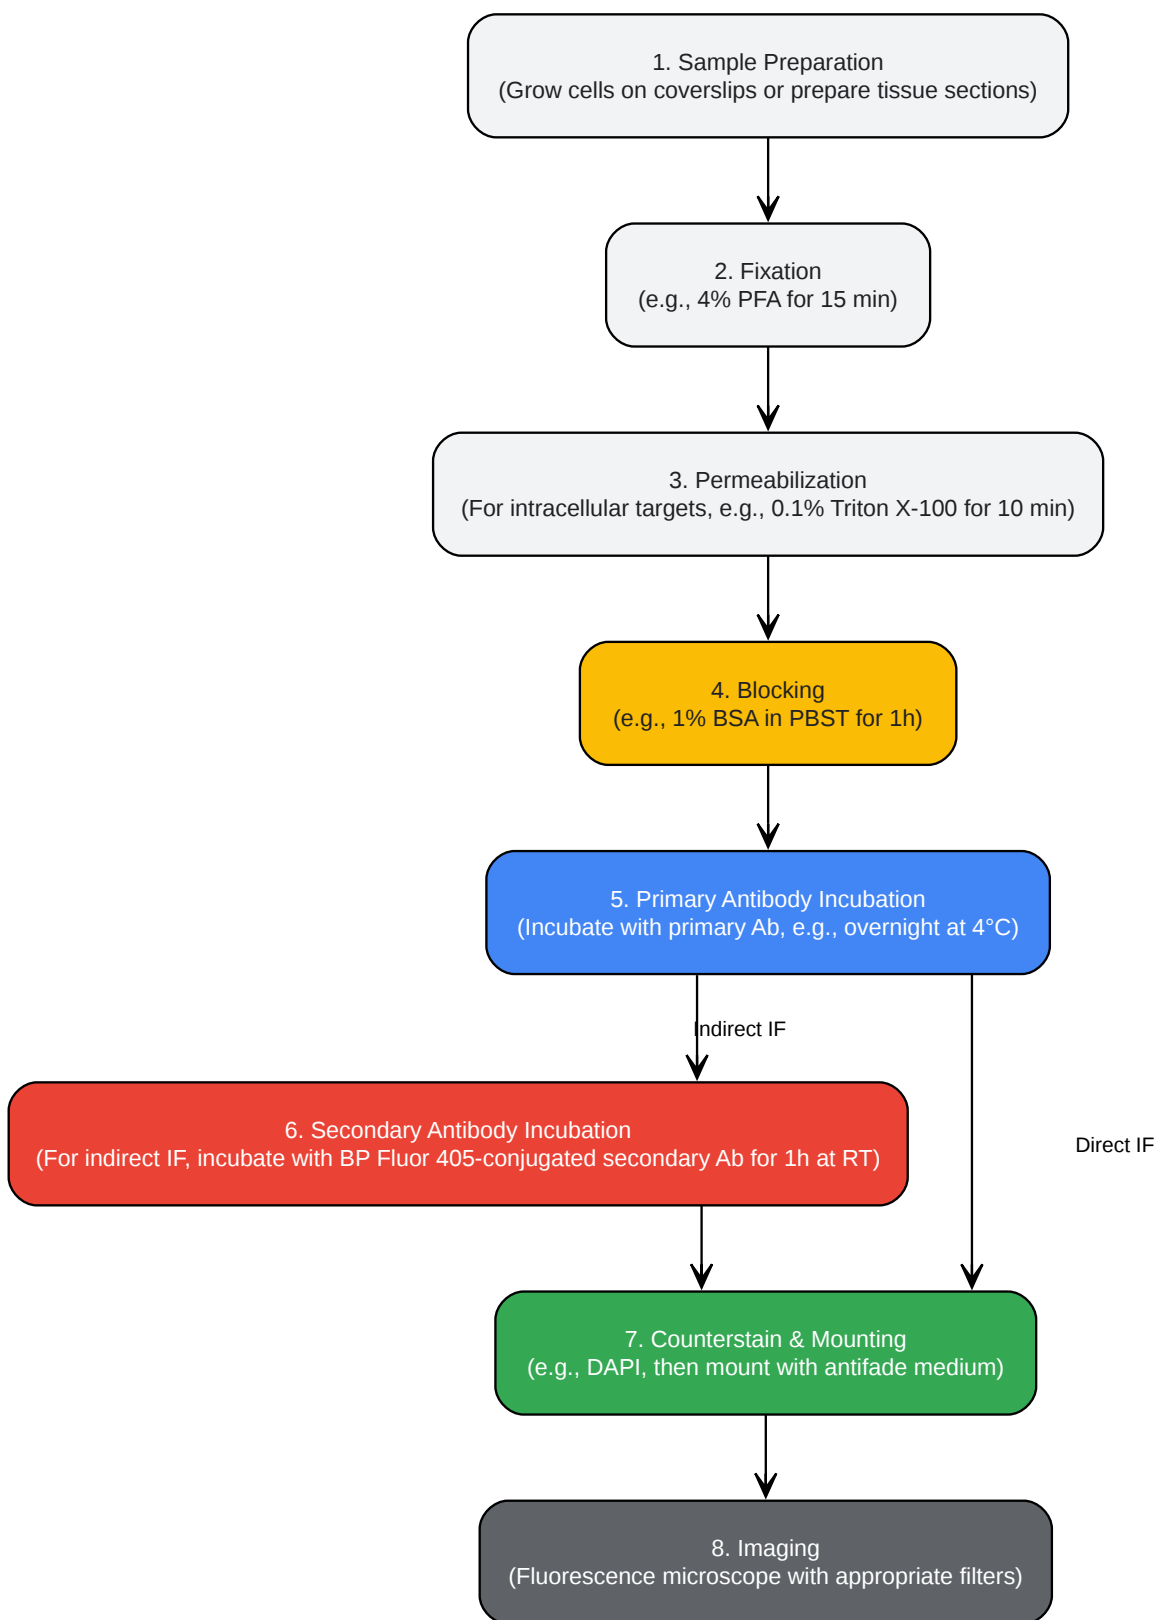 1. Sample Preparation
(Grow cells on coverslips or prepare tissue sections)
2. Fixation
(e.g., 4% PFA for 15 min)
3. Permeabilization
(For intracellular targets, e.g., 0.1% Triton X-100 for 10 min)
4. Blocking
(e.g., 1% BSA in PBST for 1h)
5. Primary Antibody Incubation
(Incubate with primary Ab, e.g., overnight at 4°C)
Indirect IF
6. Secondary Antibody Incubation
(For indirect IF, incubate with BP Fluor 405-conjugated secondary Ab for 1h at RT)
Direct IF
7. Counterstain & Mounting
(e.g., DAPI, then mount with antifade medium)
8. Imaging
(Fluorescence microscope with appropriate filters)